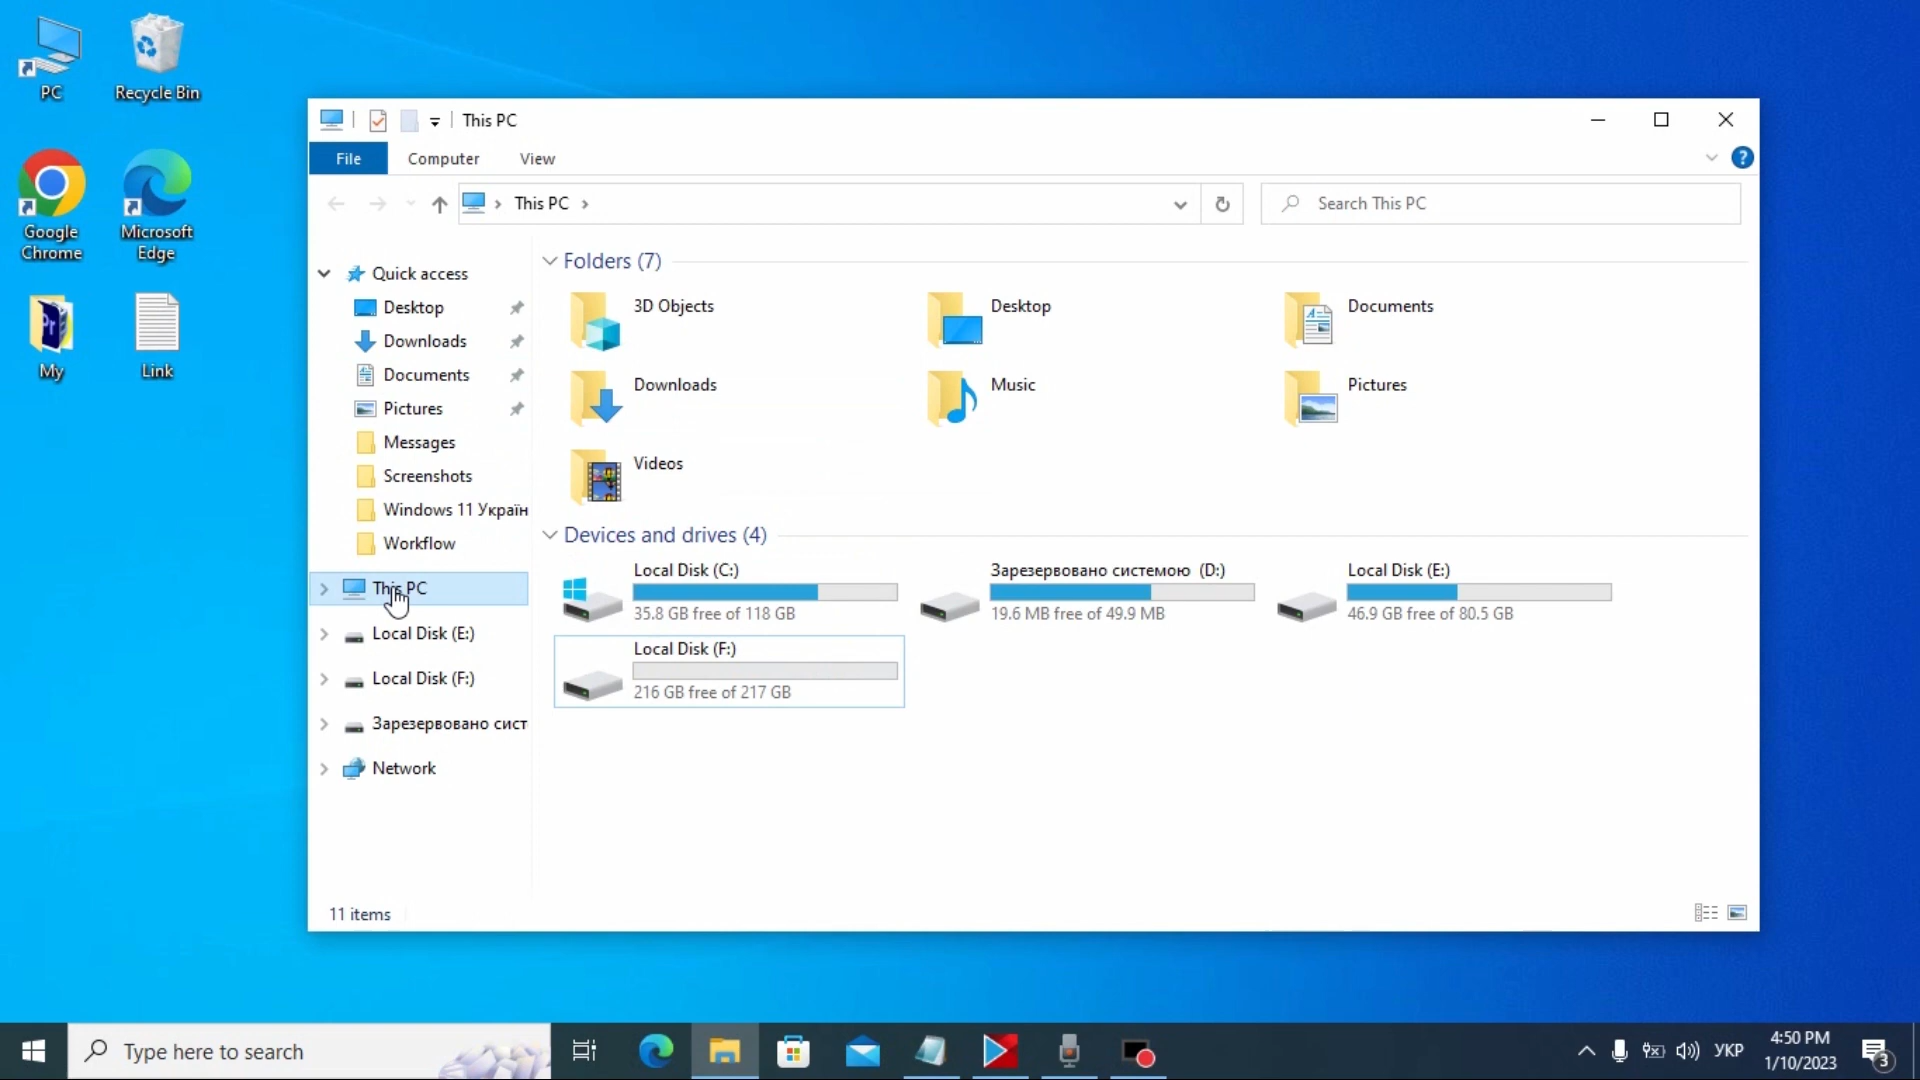 PC
Recycle Bin
Google
Chrome
Microsoft
Edge
My
Link
This PC
File
Computer
View
This PC
Search This PC
Quick access
Desktop
Downloads
Documents
Pictures
Messages
Screenshots
Windows 11 Україн
Workflow
This PC
Local Disk (E:)
Local Disk (F:)
Зарезервовано сист
Network
Folders (7)
3D Objects
Desktop
Documents
Downloads
Music
Pictures
Videos
Devices and drives (4)
Local Disk (C:)
35.8 GB free of 118 GB
Зарезервовано системою (D:)
19.6 MB free of 49.9 MB
Local Disk (E:)
46.9 GB free of 80.5 GB
Local Disk (F:)
216 GB free of 217 GB
11 items
Type here to search
УКР
4:50 PM
1/10/2023
3